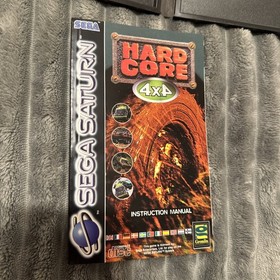 SEGA
SEGA SATURN
HARD
CORE
4x4
INSTRUCTION MANUAL